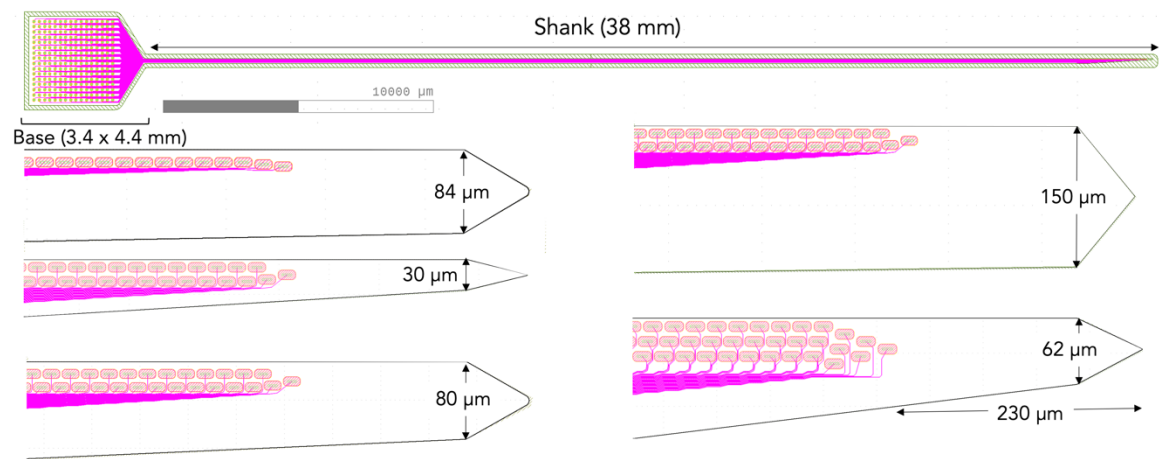 Shank (38 mm)
10000 µm
Base (3.4 x 4.4 mm)
84 µm
150 µm
30 µm
62 µm
80 µm
230 µm